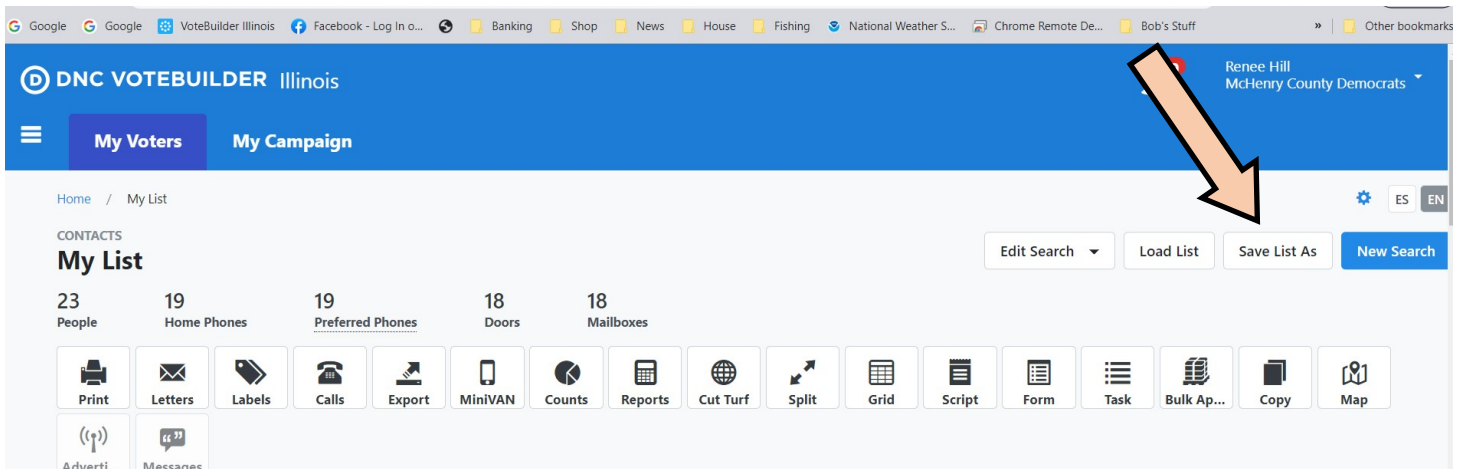 Google Google VoteBuilder Illinois Facebook - Log In o... Banking Shop News House Fishing National Weather S... Chrome Remote De... Bob's Stuff » Other bookmarks
DNC VOTEBUILDER Illinois
Renee Hill
McHenry County Democrats
My Voters My Campaign
Home / My List
ES EN
CONTACTS
My List
Edit Search Load List Save List As New Search
23 19 19 18 18
People Home Phones Preferred Phones Doors Mailboxes
Print Letters Labels Calls Export MiniVAN Counts Reports Cut Turf Split Grid Script Form Task Bulk Ap... Copy Map
Adverti... Messages